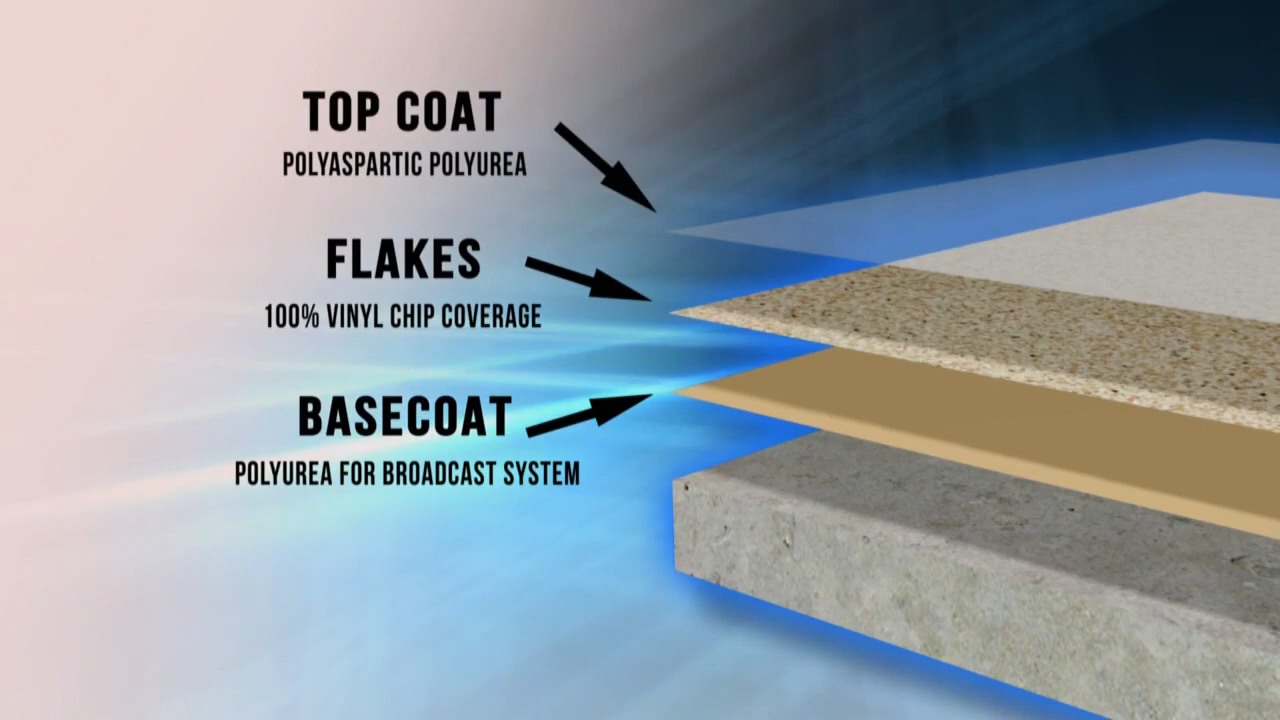 TOP COAT
POLYASPARTIC POLYUREA
FLAKES
100% VINYL CHIP COVERAGE
BASECOAT
POLYUREA FOR BROADCAST SYSTEM